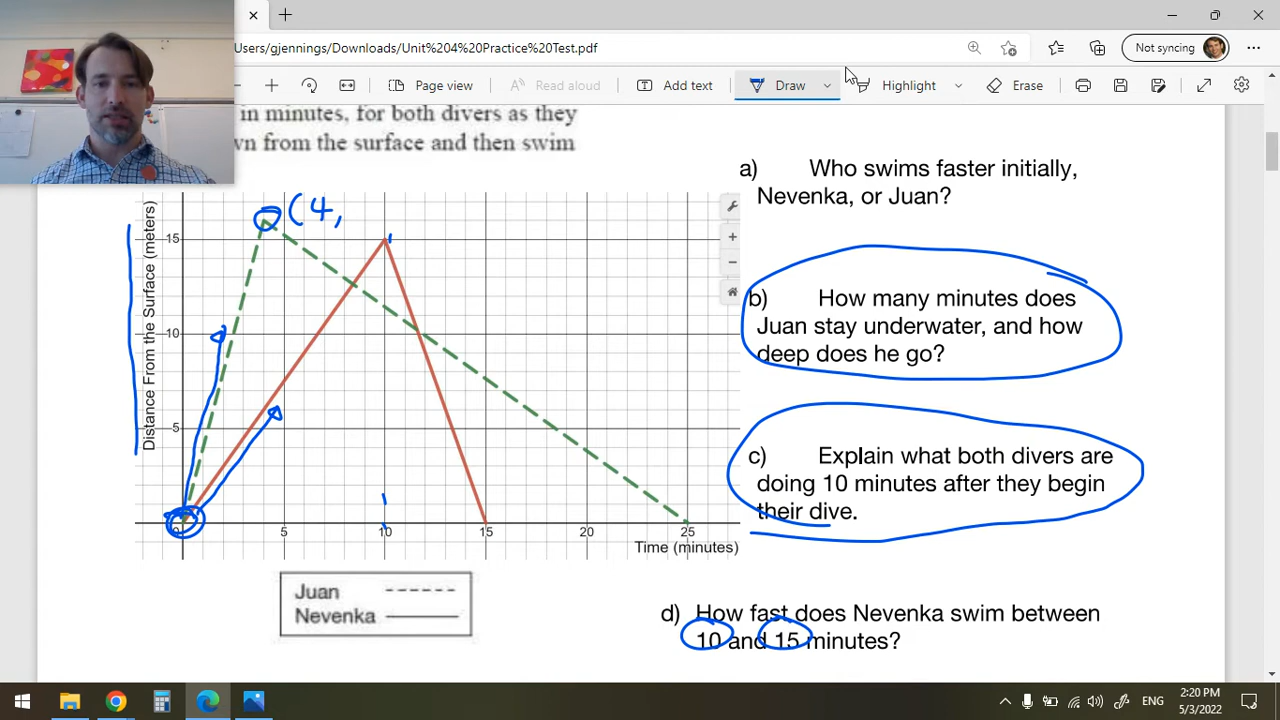 Users/gjennings/Downloads/Unit%204%20Practice%20Test.pdf
Not syncing
Page view
Read aloud
Add text
Draw
Highlight
Erase
in minutes, for both divers as they
vn from the surface and then swim
Distance From the Surface (meters)
15
10
5
0
5
10
15
20
25
Time (minutes)
(4,
Juan
Nevenka
a) Who swims faster initially,
Nevenka, or Juan?
b) How many minutes does
Juan stay underwater, and how
deep does he go?
c) Explain what both divers are
doing 10 minutes after they begin
their dive.
d) How fast does Nevenka swim between
10 and 15 minutes?
ENG
2:20 PM
5/3/2022